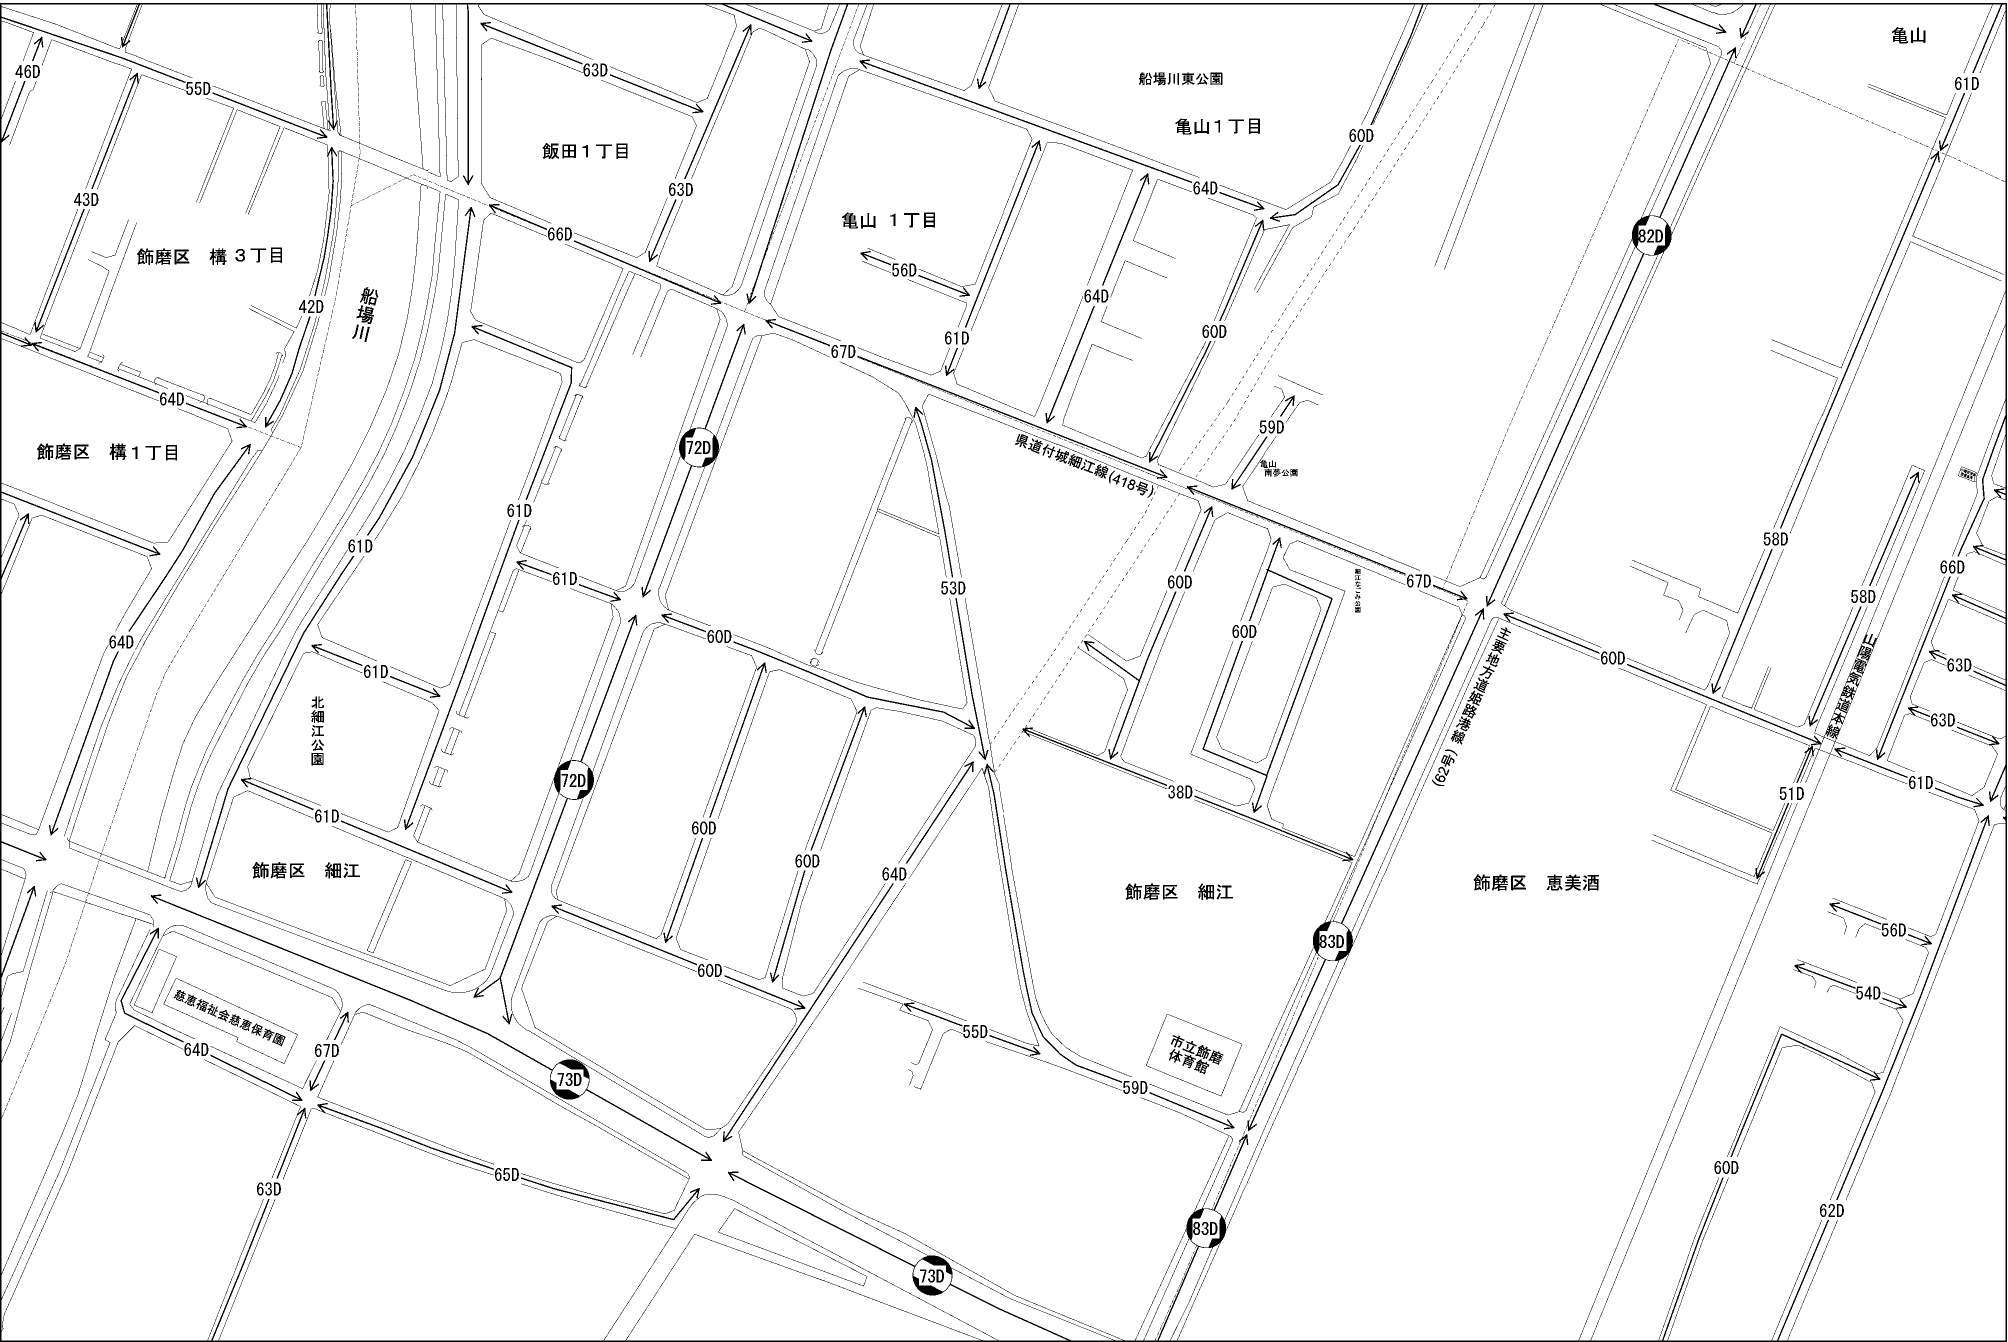 亀山
46D
55D
63D
61D
船場川東公園
亀山１丁目
60D
飯田１丁目
43D
63D
64D
亀山 １丁目
66D
82D
飾磨区 構３丁目
56D
42D
船場川
64D
60D
61D
67D
64D
飾磨区 構１丁目
59D
県道付城細江線(418号)
亀山
南夢公園
72D
61D
61D
61D
58D
66D
60D
67D
細江なごみ公園
53D
58D
64D
60D
60D
主要地方道姫路港線
(62号)
60D
山陽電気鉄道本線
63D
61D
北細江公園
63D
72D
38D
51D
61D
61D
60D
60D
64D
飾磨区 細江
飾磨区 細江
飾磨区 恵美酒
83D
56D
60D
54D
慈恵福祉会慈恵保育園
55D
市立飾磨
体育館
64D
67D
73D
59D
65D
63D
60D
62D
83D
73D